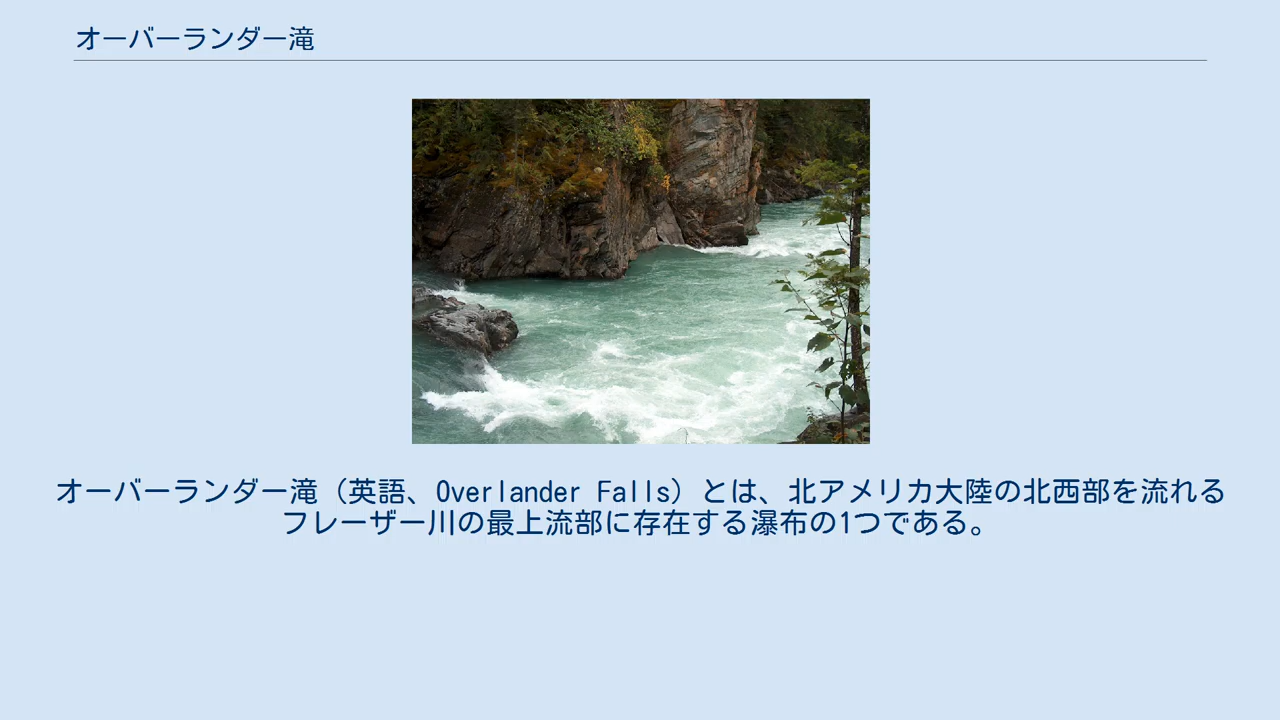 オーバーランダー滝
オーバーランダー滝（英語、Overlander Falls）とは、北アメリカ大陸の北西部を流れる
フレーザー川の最上流部に存在する瀑布の1つである。